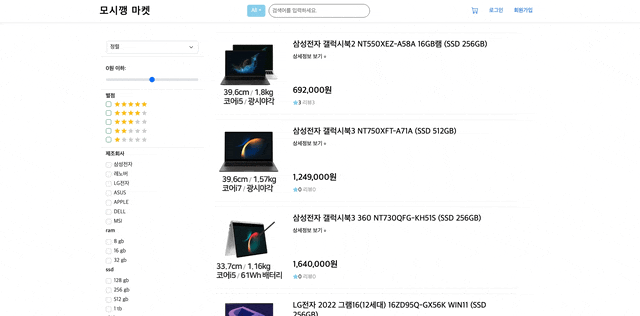 모시깽 마켓
All
검색어를 입력하세요.
로그인
회원가입
정렬
0원 이하:
별점
제조회사
삼성전자
레노버
LG전자
ASUS
APPLE
DELL
MSI
ram
8 gb
16 gb
32 gb
ssd
128 gb
256 gb
512 gb
1 tb
삼성전자 갤럭시북2 NT550XEZ-A58A 16GB램 (SSD 256GB)
상세정보 보기 »
39.6cm / 1.8kg
코어i5 / 광시야각
692,000원
3 리뷰3
삼성전자 갤럭시북3 NT750XFT-A71A (SSD 512GB)
상세정보 보기 »
39.6cm / 1.57kg
코어i7 / 광시야각
1,249,000원
0 리뷰0
삼성전자 갤럭시북3 360 NT730QFG-KH51S (SSD 256GB)
상세정보 보기 »
33.7cm / 1.16kg
코어i5 / 61Wh 배터리
1,640,000원
0 리뷰0
LG전자 2022 그램16(12세대) 16ZD95Q-GX56K WIN11 (SSD
256GB)